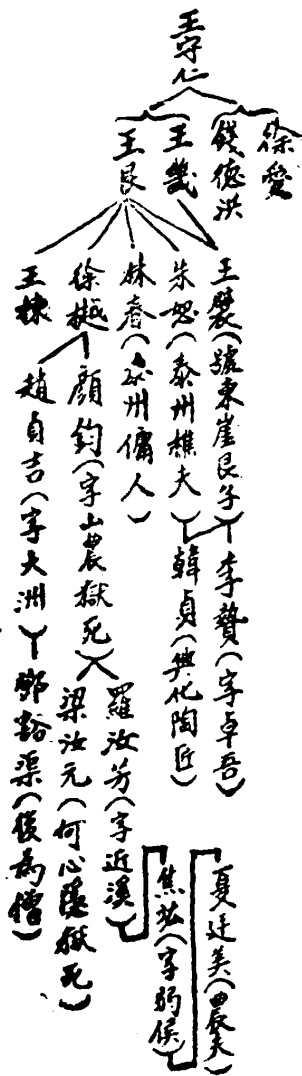 王守仁
徐愛
錢德洪
王畿
王艮
王襞(號東崖艮子)
朱恕(泰州樵夫)
林春(泰州傭人)
徐樾
王棟
李贄(字卓吾)
韓貞(興化陶匠)
顏鈞(字山農獄死)
趙貞吉(字大洲)
羅汝芳(字近溪)
梁汝元(何心隱獄死)
鄧豁渠(後為僧)
夏廷美(農夫)
焦竑(字弱侯)